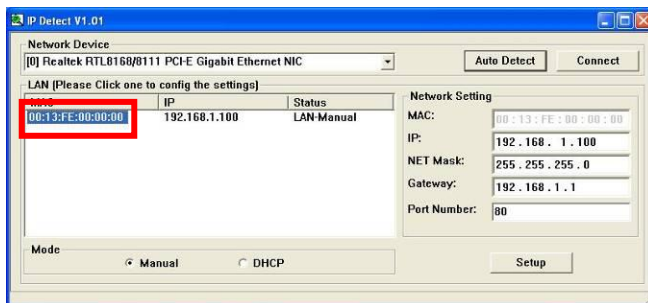 IP Detect V1.01
Network Device
[0] Realtek RTL8168/8111 PCI-E Gigabit Ethernet NIC
Auto Detect
Connect
LAN (Please Click one to config the settings)
MAC IP Status
00:13:FE:00:00:00 192.168.1.100 LAN-Manual
Network Setting
MAC: 00 : 13 : FE : 00 : 00 : 00
IP: 192 . 168 . 1 . 100
NET Mask: 255 . 255 . 255 . 0
Gateway: 192 . 168 . 1 . 1
Port Number: 80
Mode
Manual DHCP
Setup